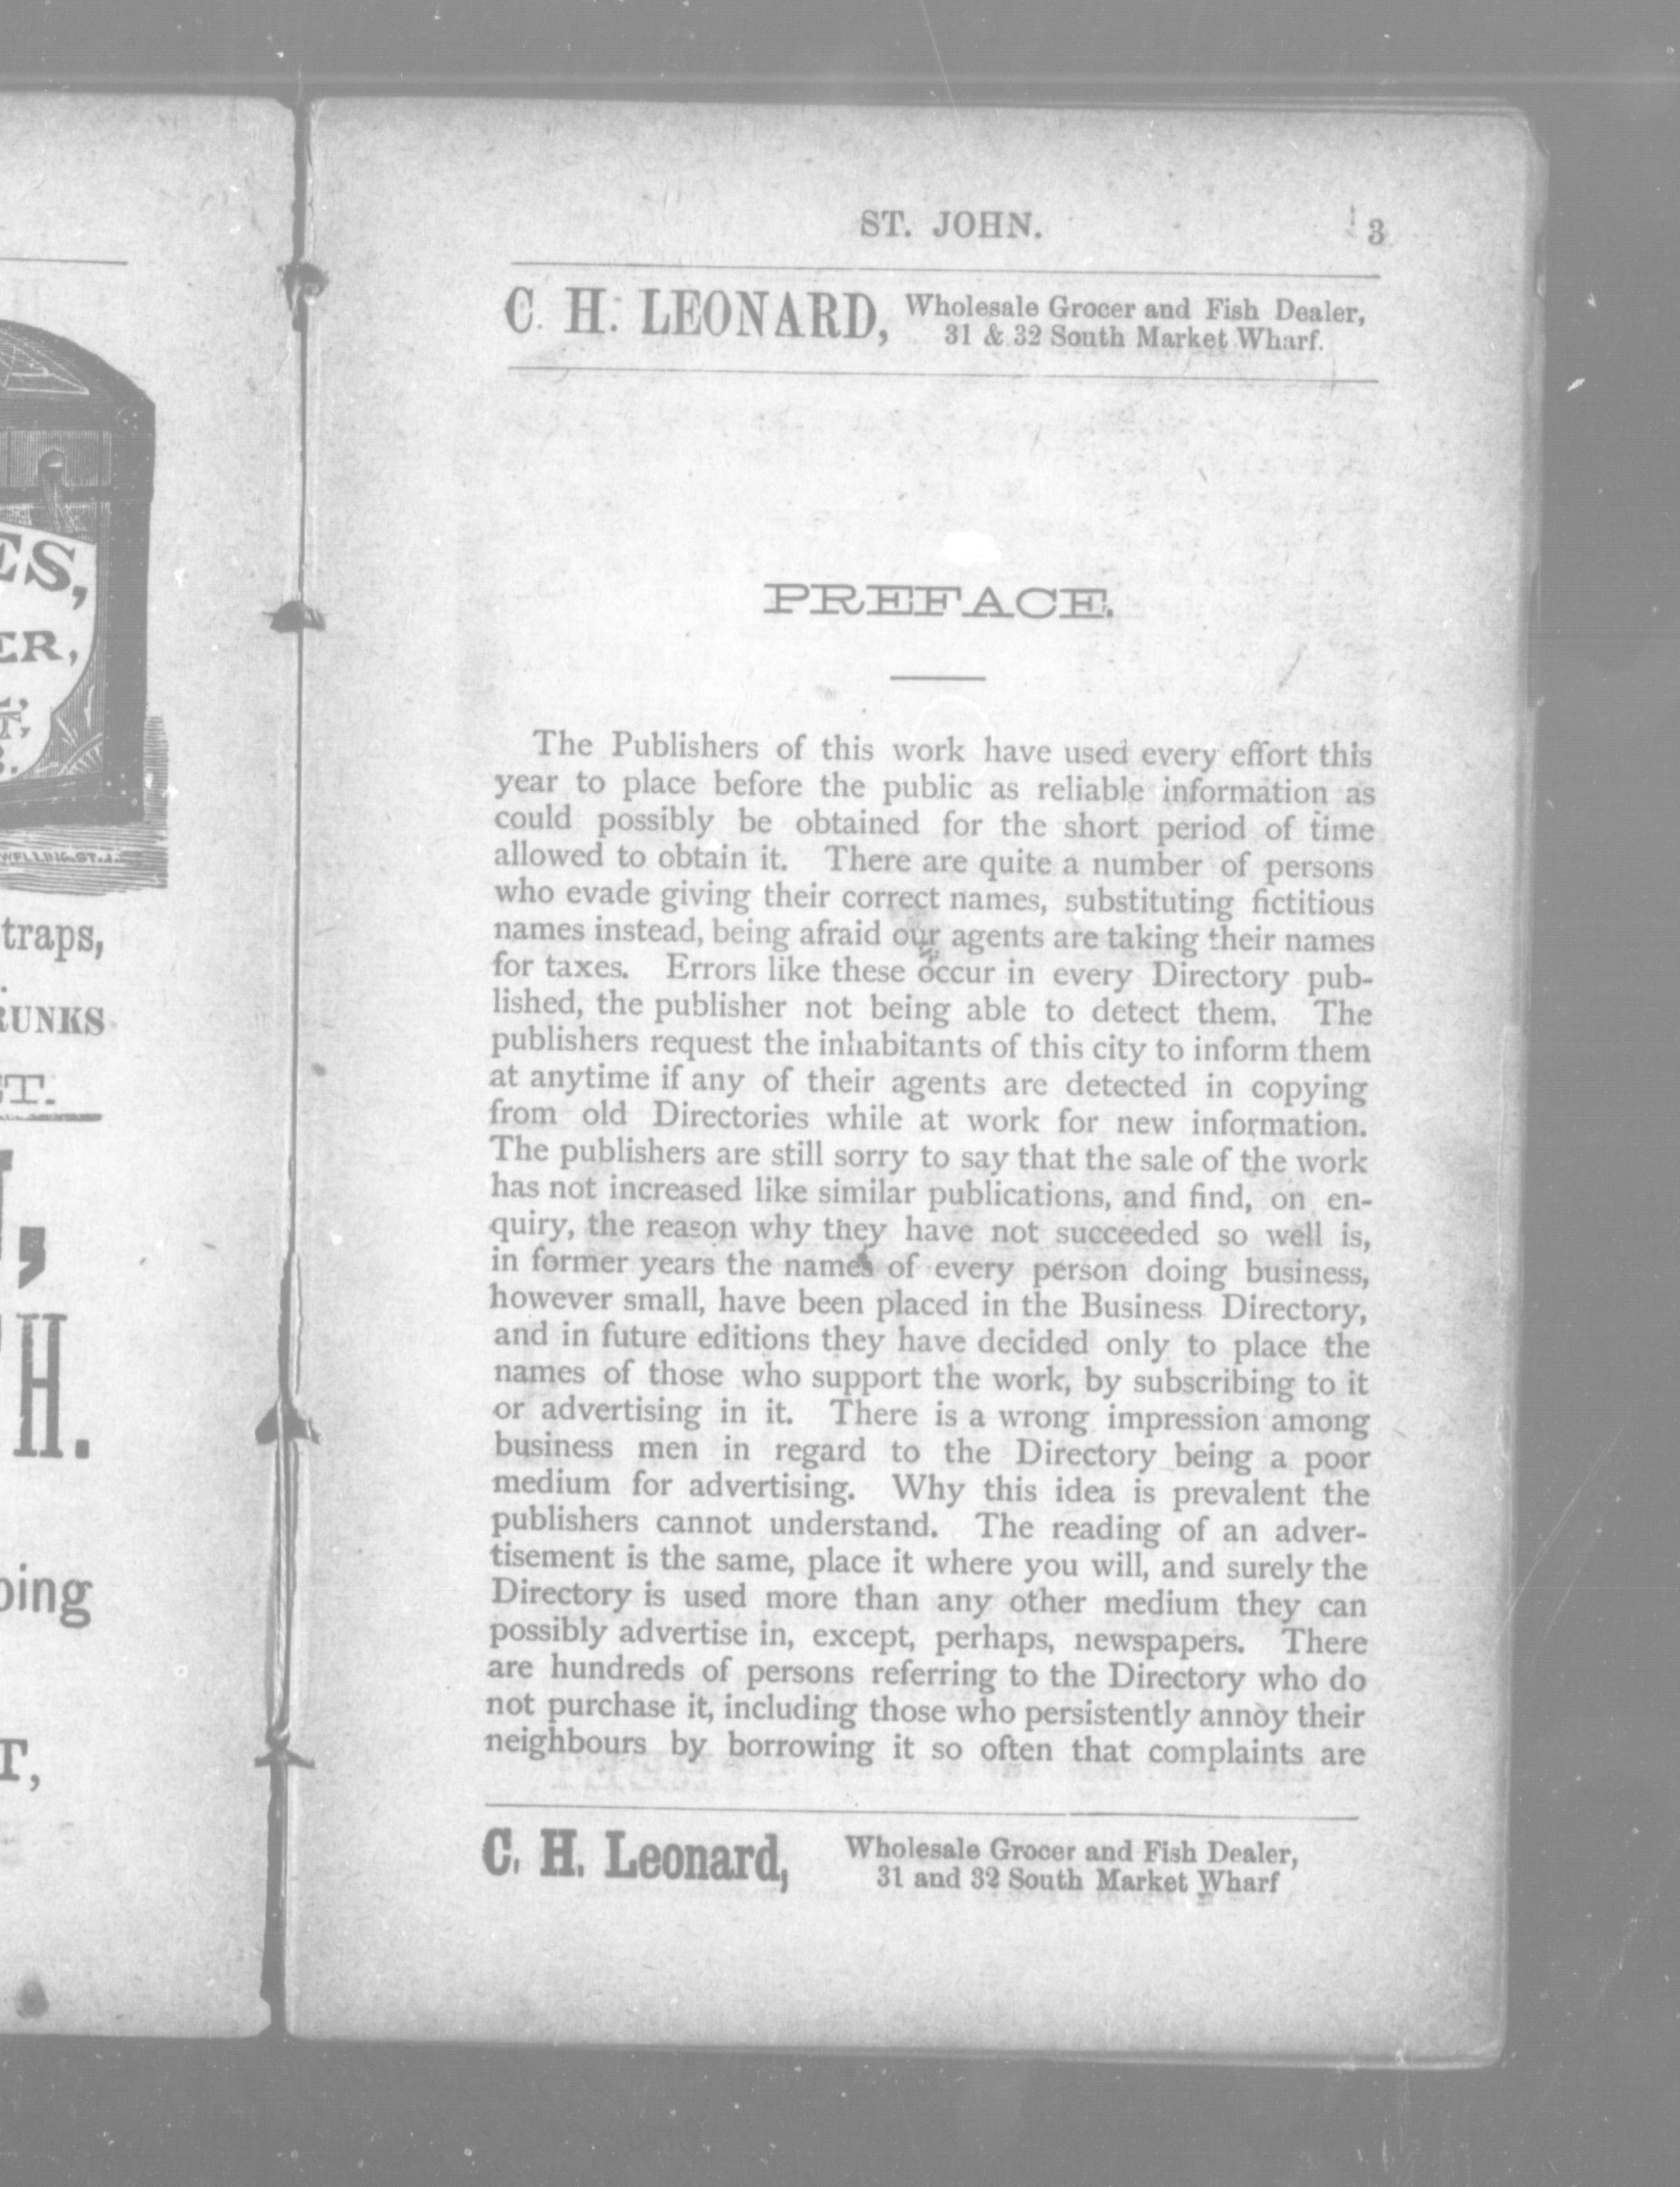 ES,
ER,
traps,
RUNKS
ST.
H.
ping
T,
ST. JOHN. 3
C. H. LEONARD, Wholesale Grocer and Fish Dealer,
31 & 32 South Market Wharf.
PREFACE.
The Publishers of this work have used every effort this
year to place before the public as reliable information as
could possibly be obtained for the short period of time
allowed to obtain it. There are quite a number of persons
who evade giving their correct names, substituting fictitious
names instead, being afraid our agents are taking their names
for taxes. Errors like these occur in every Directory pub-
lished, the publisher not being able to detect them. The
publishers request the inhabitants of this city to inform them
at anytime if any of their agents are detected in copying
from old Directories while at work for new information.
The publishers are still sorry to say that the sale of the work
has not increased like similar publications, and find, on en-
quiry, the reason why they have not succeeded so well is,
in former years the names of every person doing business,
however small, have been placed in the Business Directory,
and in future editions they have decided only to place the
names of those who support the work, by subscribing to it
or advertising in it. There is a wrong impression among
business men in regard to the Directory being a poor
medium for advertising. Why this idea is prevalent the
publishers cannot understand. The reading of an adver-
tisement is the same, place it where you will, and surely the
Directory is used more than any other medium they can
possibly advertise in, except, perhaps, newspapers. There
are hundreds of persons referring to the Directory who do
not purchase it, including those who persistently annoy their
neighbours by borrowing it so often that complaints are
C. H. Leonard, Wholesale Grocer and Fish Dealer,
31 and 32 South Market Wharf